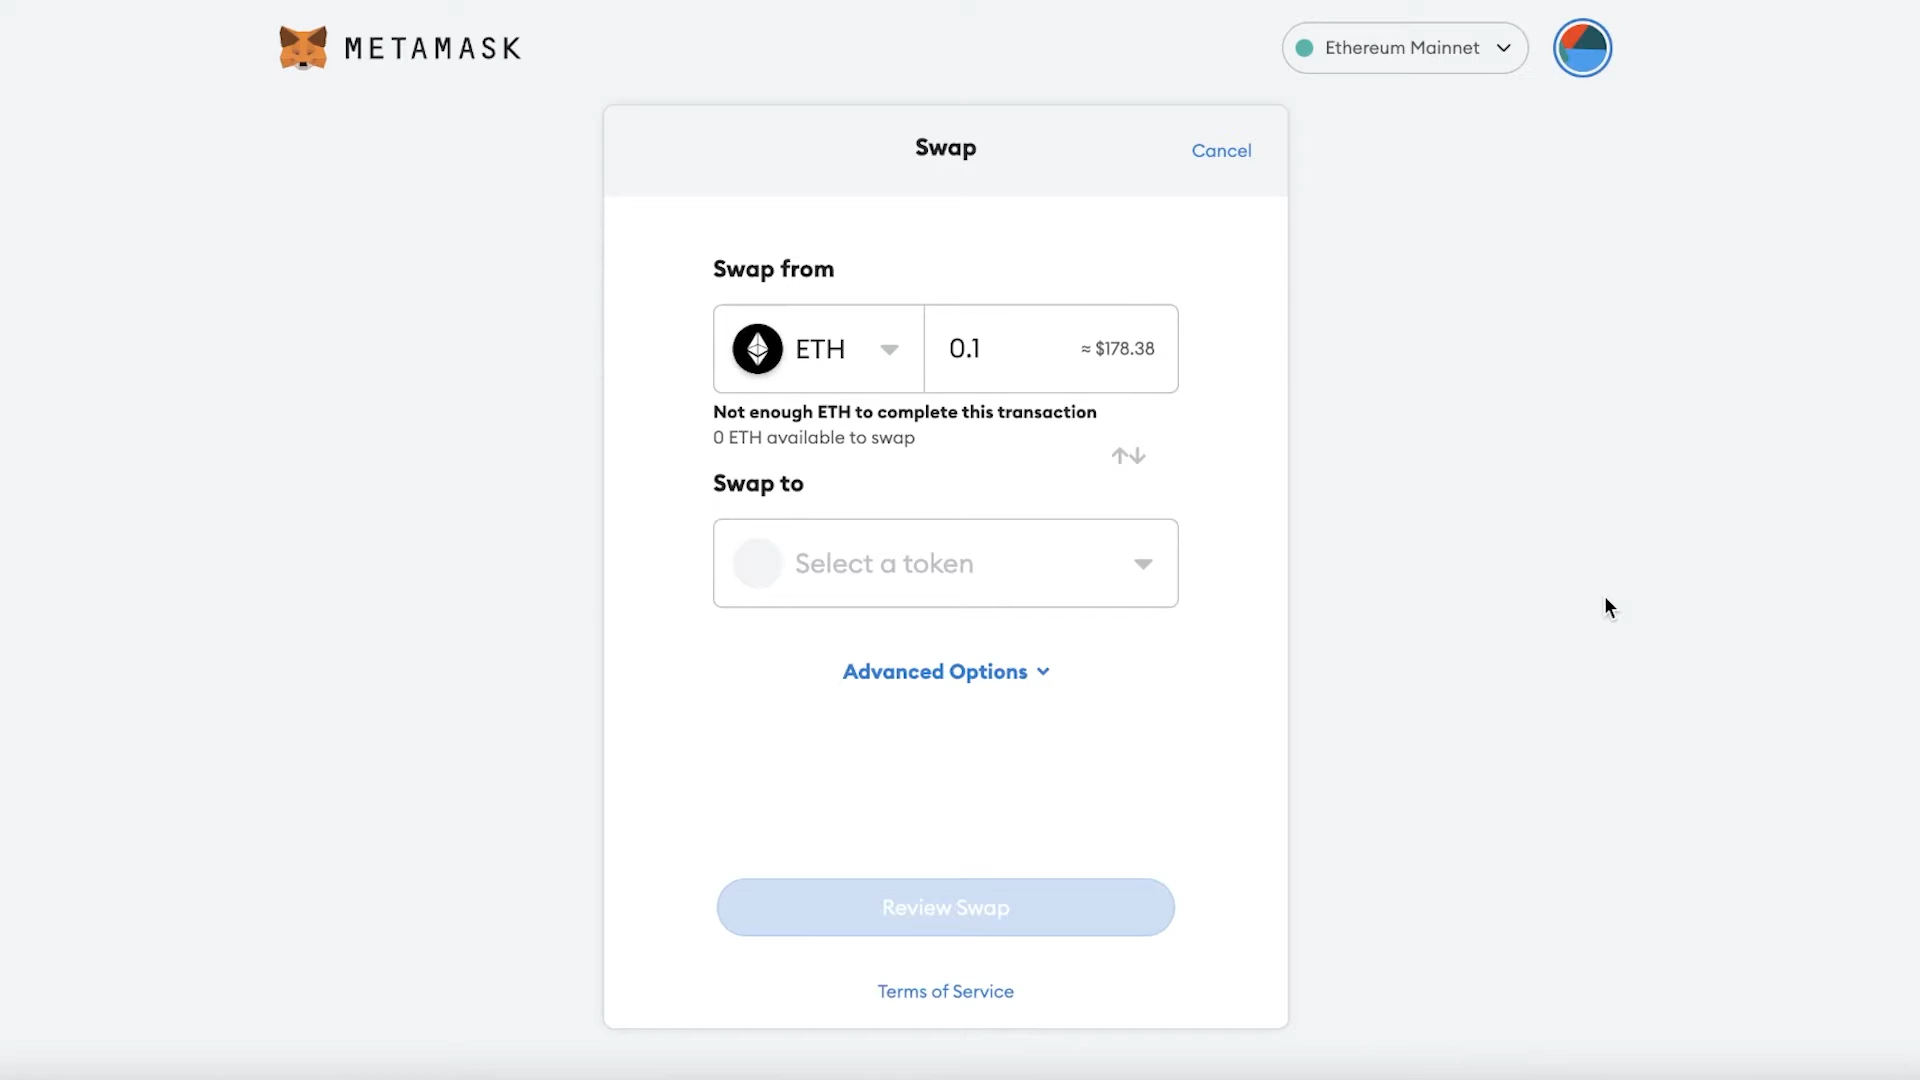 METAMASK
Ethereum Mainnet
Swap
Cancel
Swap from
ETH
0.1
≈ $178.38
Not enough ETH to complete this transaction
0 ETH available to swap
Swap to
Select a token
Advanced Options
Review Swap
Terms of Service